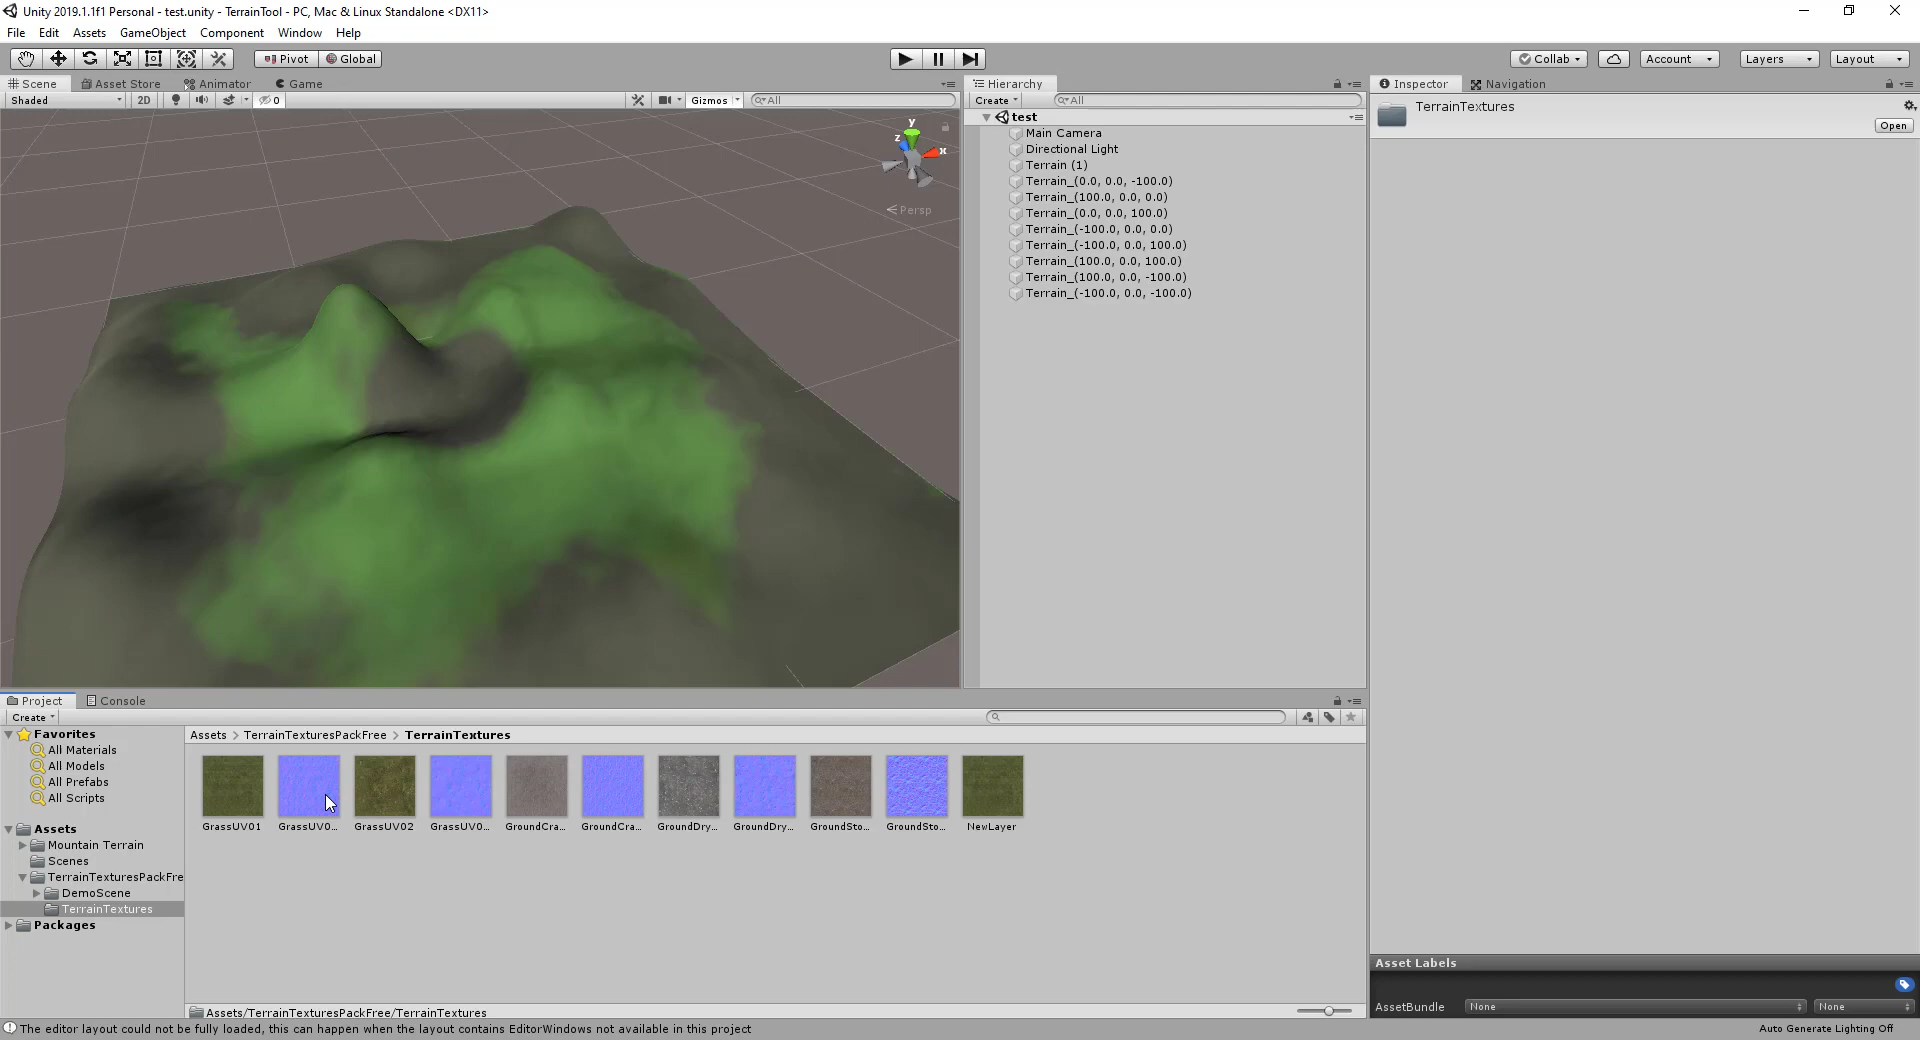 Unity 2019.1.1f1 Personal - test.unity - TerrainTool - PC, Mac & Linux Standalone <DX11>
File Edit Assets GameObject Component Window Help
Pivot Global Collab Account Layers Layout
Scene Asset Store Animator Game
Shaded 2D 0 Gizmos All
y
z
x
Persp
Hierarchy
Create All
test
Main Camera
Directional Light
Terrain (1)
Terrain_(0.0, 0.0, -100.0)
Terrain_(100.0, 0.0, 0.0)
Terrain_(0.0, 0.0, 100.0)
Terrain_(-100.0, 0.0, 0.0)
Terrain_(-100.0, 0.0, 100.0)
Terrain_(100.0, 0.0, 100.0)
Terrain_(100.0, 0.0, -100.0)
Terrain_(-100.0, 0.0, -100.0)
Inspector Navigation
TerrainTextures
Open
Project Console
Create
Favorites
All Materials
All Models
All Prefabs
All Scripts
Assets
Mountain Terrain
Scenes
TerrainTexturesPackFre
DemoScene
TerrainTextures
Packages
Assets > TerrainTexturesPackFree > TerrainTextures
GrassUV01 GrassUV0... GrassUV02 GrassUV0... GroundCra... GroundCra... GroundDry... GroundDry... GroundSto... GroundSto... NewLayer
Assets/TerrainTexturesPackFree/TerrainTextures
Asset Labels
AssetBundle None None
The editor layout could not be fully loaded, this can happen when the layout contains EditorWindows not available in this project
Auto Generate Lighting Off